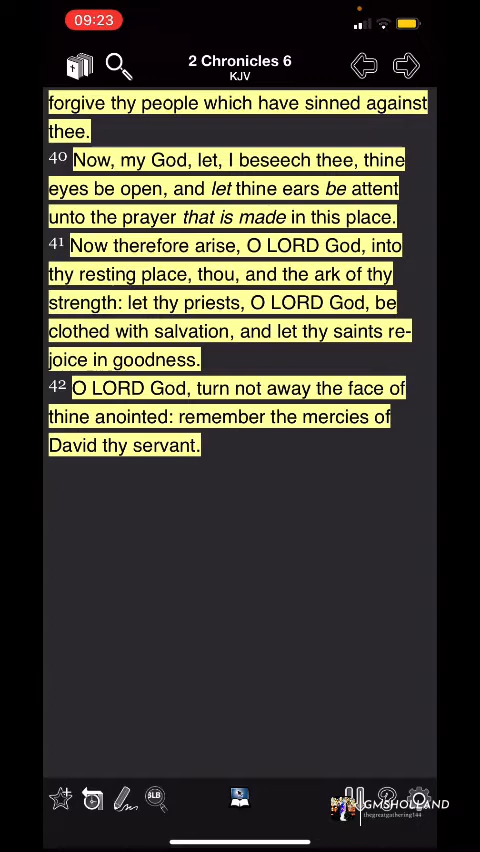 09:23
2 Chronicles 6
KJV
forgive thy people which have sinned against
thee.
40 Now, my God, let, I beseech thee, thine
eyes be open, and let thine ears be attent
unto the prayer that is made in this place.
41 Now therefore arise, O LORD God, into
thy resting place, thou, and the ark of thy
strength: let thy priests, O LORD God, be
clothed with salvation, and let thy saints re-
joice in goodness.
42 O LORD God, turn not away the face of
thine anointed: remember the mercies of
David thy servant.
SLB
GMSHOLLAND
thegreatgathering144